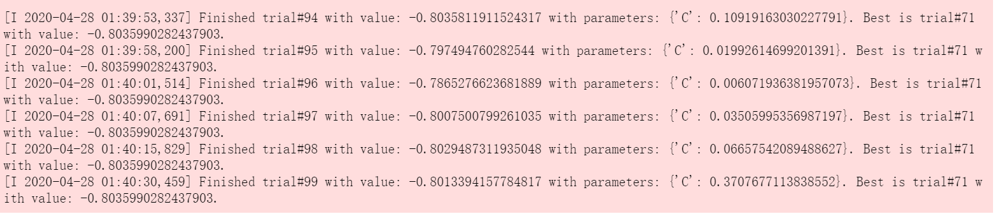 [I 2020-04-28 01:39:53,337] Finished trial#94 with value: -0.8035811911524317 with parameters: {'C': 0.10919163030227791}. Best is trial#71
with value: -0.8035990282437903.
[I 2020-04-28 01:39:58,200] Finished trial#95 with value: -0.797494760282544 with parameters: {'C': 0.01992614699201391}. Best is trial#71 w
ith value: -0.8035990282437903.
[I 2020-04-28 01:40:01,514] Finished trial#96 with value: -0.7865276623681889 with parameters: {'C': 0.006071936381957073}. Best is trial#71
with value: -0.8035990282437903.
[I 2020-04-28 01:40:07,691] Finished trial#97 with value: -0.8007500799261035 with parameters: {'C': 0.03505995356987197}. Best is trial#71
with value: -0.8035990282437903.
[I 2020-04-28 01:40:15,829] Finished trial#98 with value: -0.8029487311935048 with parameters: {'C': 0.06657542089488627}. Best is trial#71
with value: -0.8035990282437903.
[I 2020-04-28 01:40:30,459] Finished trial#99 with value: -0.8013394157784817 with parameters: {'C': 0.3707677113838552}. Best is trial#71 w
ith value: -0.8035990282437903.